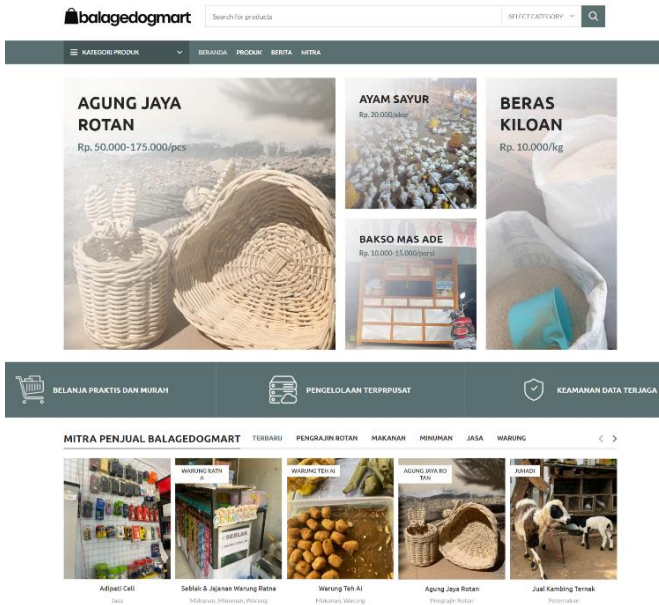 balagedogmart
Search for products
SELECT CATEGORY
KATEGORI PRODUK
BERANDA PRODUK BERITA MITRA
AGUNG JAYA
ROTAN
Rp. 50.000-175.000/pcs
AYAM SAYUR
Rp. 20.000/ekor
BAKSO MAS ADE
Rp. 10.000-15.000/porsi
BERAS
KILOAN
Rp. 10.000/kg
BELANJA PRAKTIS DAN MURAH
PENGELOLAAN TERPRPUSAT
KEAMANAN DATA TERJAGA
MITRA PENJUAL BALAGEDOGMART
TERBARU PENGRAJIN ROTAN MAKANAN MINUMAN JASA WARUNG
WARUNG RATN
A
SEBLAK
WARUNG TEH AI
AGUNG JAYA RO
TAN
JUHADI
Adipati Cell
Jasa
Seblak & Jajanan Warung Ratna
Makanan, Minuman, Warung
Warung Teh Ai
Makanan, Warung
Agung Jaya Rotan
Pengrajin Rotan
Jual Kambing Ternak
Peternakan